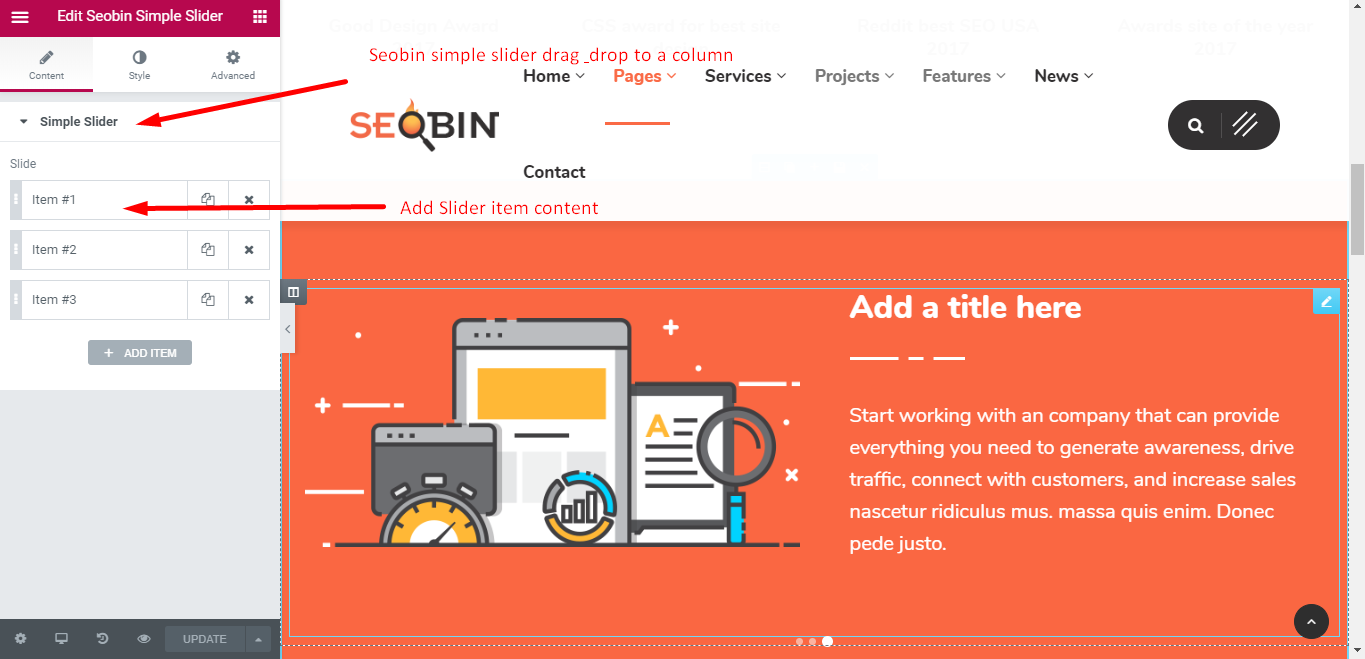 Edit Seobin Simple Slider
Content
Style
Advanced
Simple Slider
Slide
Item #1
Item #2
Item #3
ADD ITEM
UPDATE
Good Design Award
CSS award for best site
Reddit best SEO USA
2017
Awards site of the year
2017
Seobin simple slider drag_drop to a column
Home
Pages
Services
Projects
Features
News
SEOBIN
Contact
Add Slider item content
Add a title here
A
Start working with an company that can provide
everything you need to generate awareness, drive
traffic, connect with customers, and increase sales
nascetur ridiculus mus. massa quis enim. Donec
pede justo.